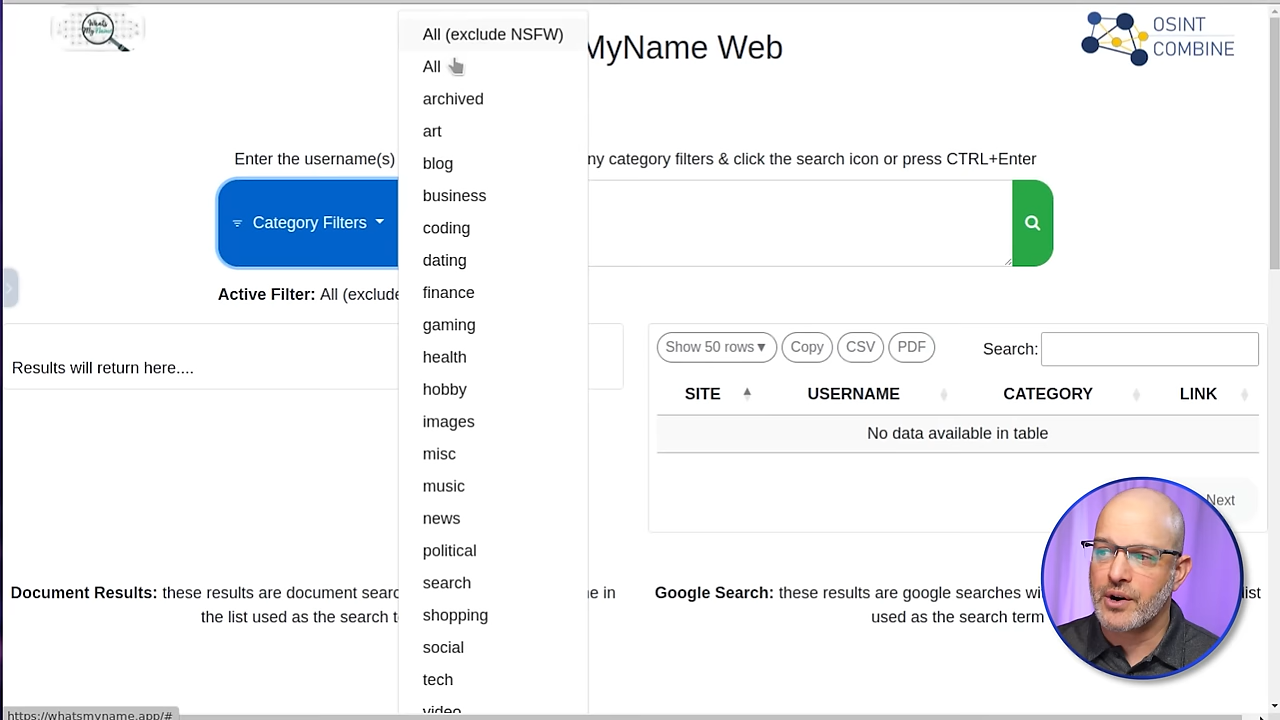 Whats
MyName
MyName Web
OSINT
COMBINE
Enter the username(s)
ny category filters & click the search icon or press CTRL+Enter
Category Filters
Active Filter: All (exclude
All (exclude NSFW)
All
archived
art
blog
business
coding
dating
finance
gaming
health
hobby
images
misc
music
news
political
search
shopping
social
tech
video
Results will return here....
Show 50 rows▼
Copy
CSV
PDF
Search:
SITE
USERNAME
CATEGORY
LINK
No data available in table
Next
Document Results: these results are document searc
e in
the list used as the search t
Google Search: these results are google searches wi
list
used as the search term
https://whatsmyname.app/#